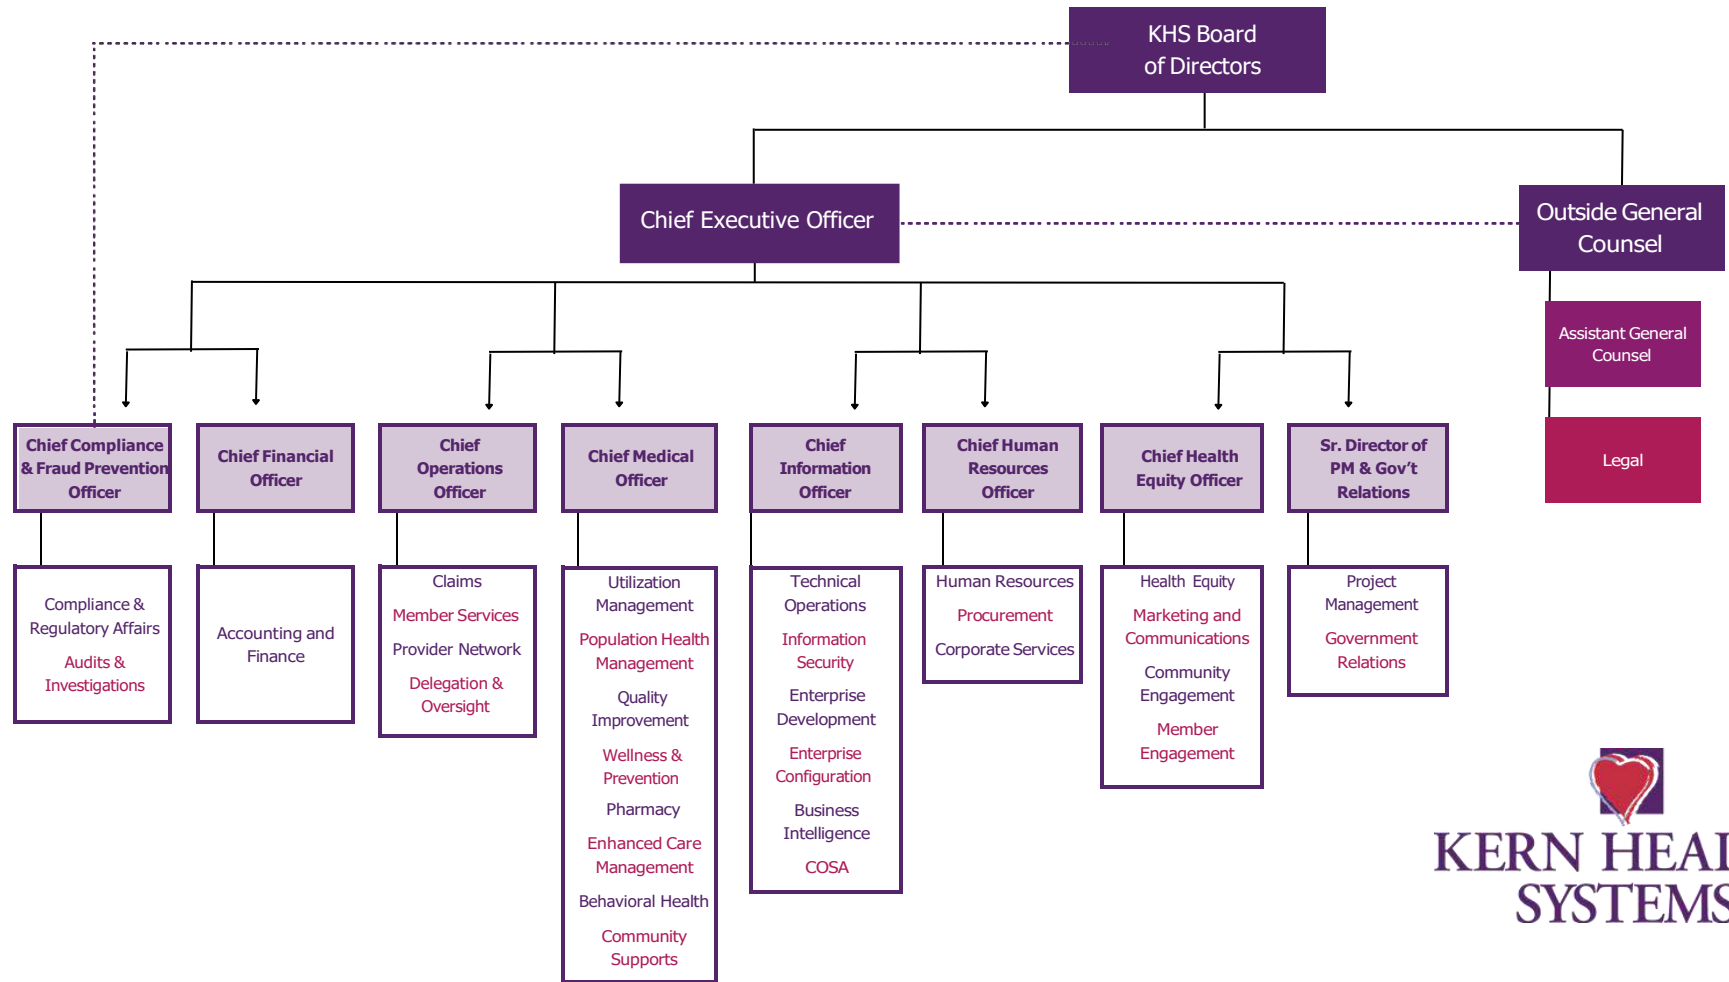 KHS Board
of Directors
Chief Executive Officer
Outside General
Counsel
Assistant General
Counsel
Legal
Chief Compliance
& Fraud Prevention
Officer
Chief Financial
Officer
Chief
Operations
Officer
Chief Medical
Officer
Chief
Information
Officer
Chief Human
Resources
Officer
Chief Health
Equity Officer
Sr. Director of
PM & Gov't
Relations
Compliance &
Regulatory Affairs
Audits &
Investigations
Accounting and
Finance
Claims
Member Services
Provider Network
Delegation &
Oversight
Utilization
Management
Population Health
Management
Quality
Improvement
Wellness &
Prevention
Pharmacy
Enhanced Care
Management
Behavioral Health
Community
Supports
Technical
Operations
Information
Security
Enterprise
Development
Enterprise
Configuration
Business
Intelligence
COSA
Human Resources
Procurement
Corporate Services
Health Equity
Marketing and
Communications
Community
Engagement
Member
Engagement
Project
Management
Government
Relations
KERN HEAL
SYSTEMS